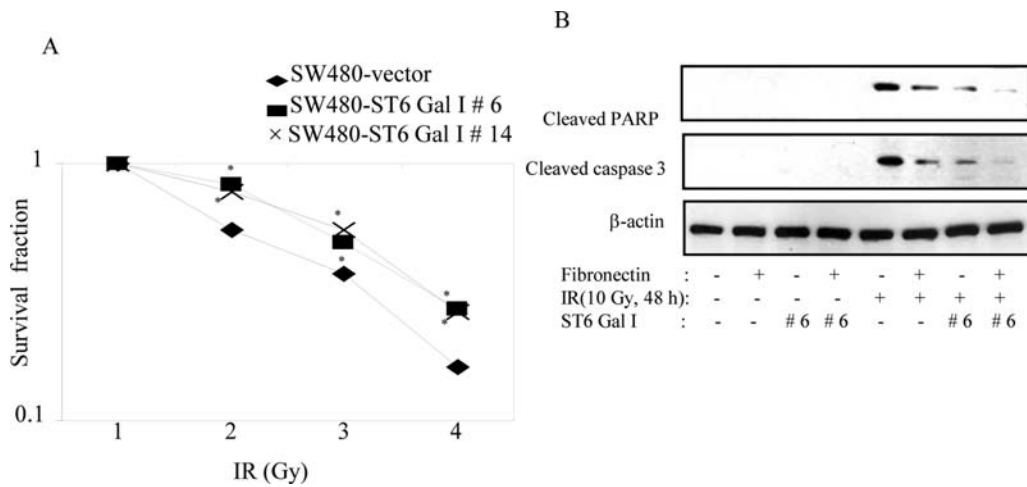 A
SW480-vector
SW480-ST6 Gal I # 6
SW480-ST6 Gal I # 14
1
0.1
Survival fraction
1 2 3 4
IR (Gy)
B
Cleaved PARP
Cleaved caspase 3
β-actin
Fibronectin : - + - + - + - +
IR(10 Gy, 48 h): - - - - + + + +
ST6 Gal I : - - # 6 # 6 - - # 6 # 6